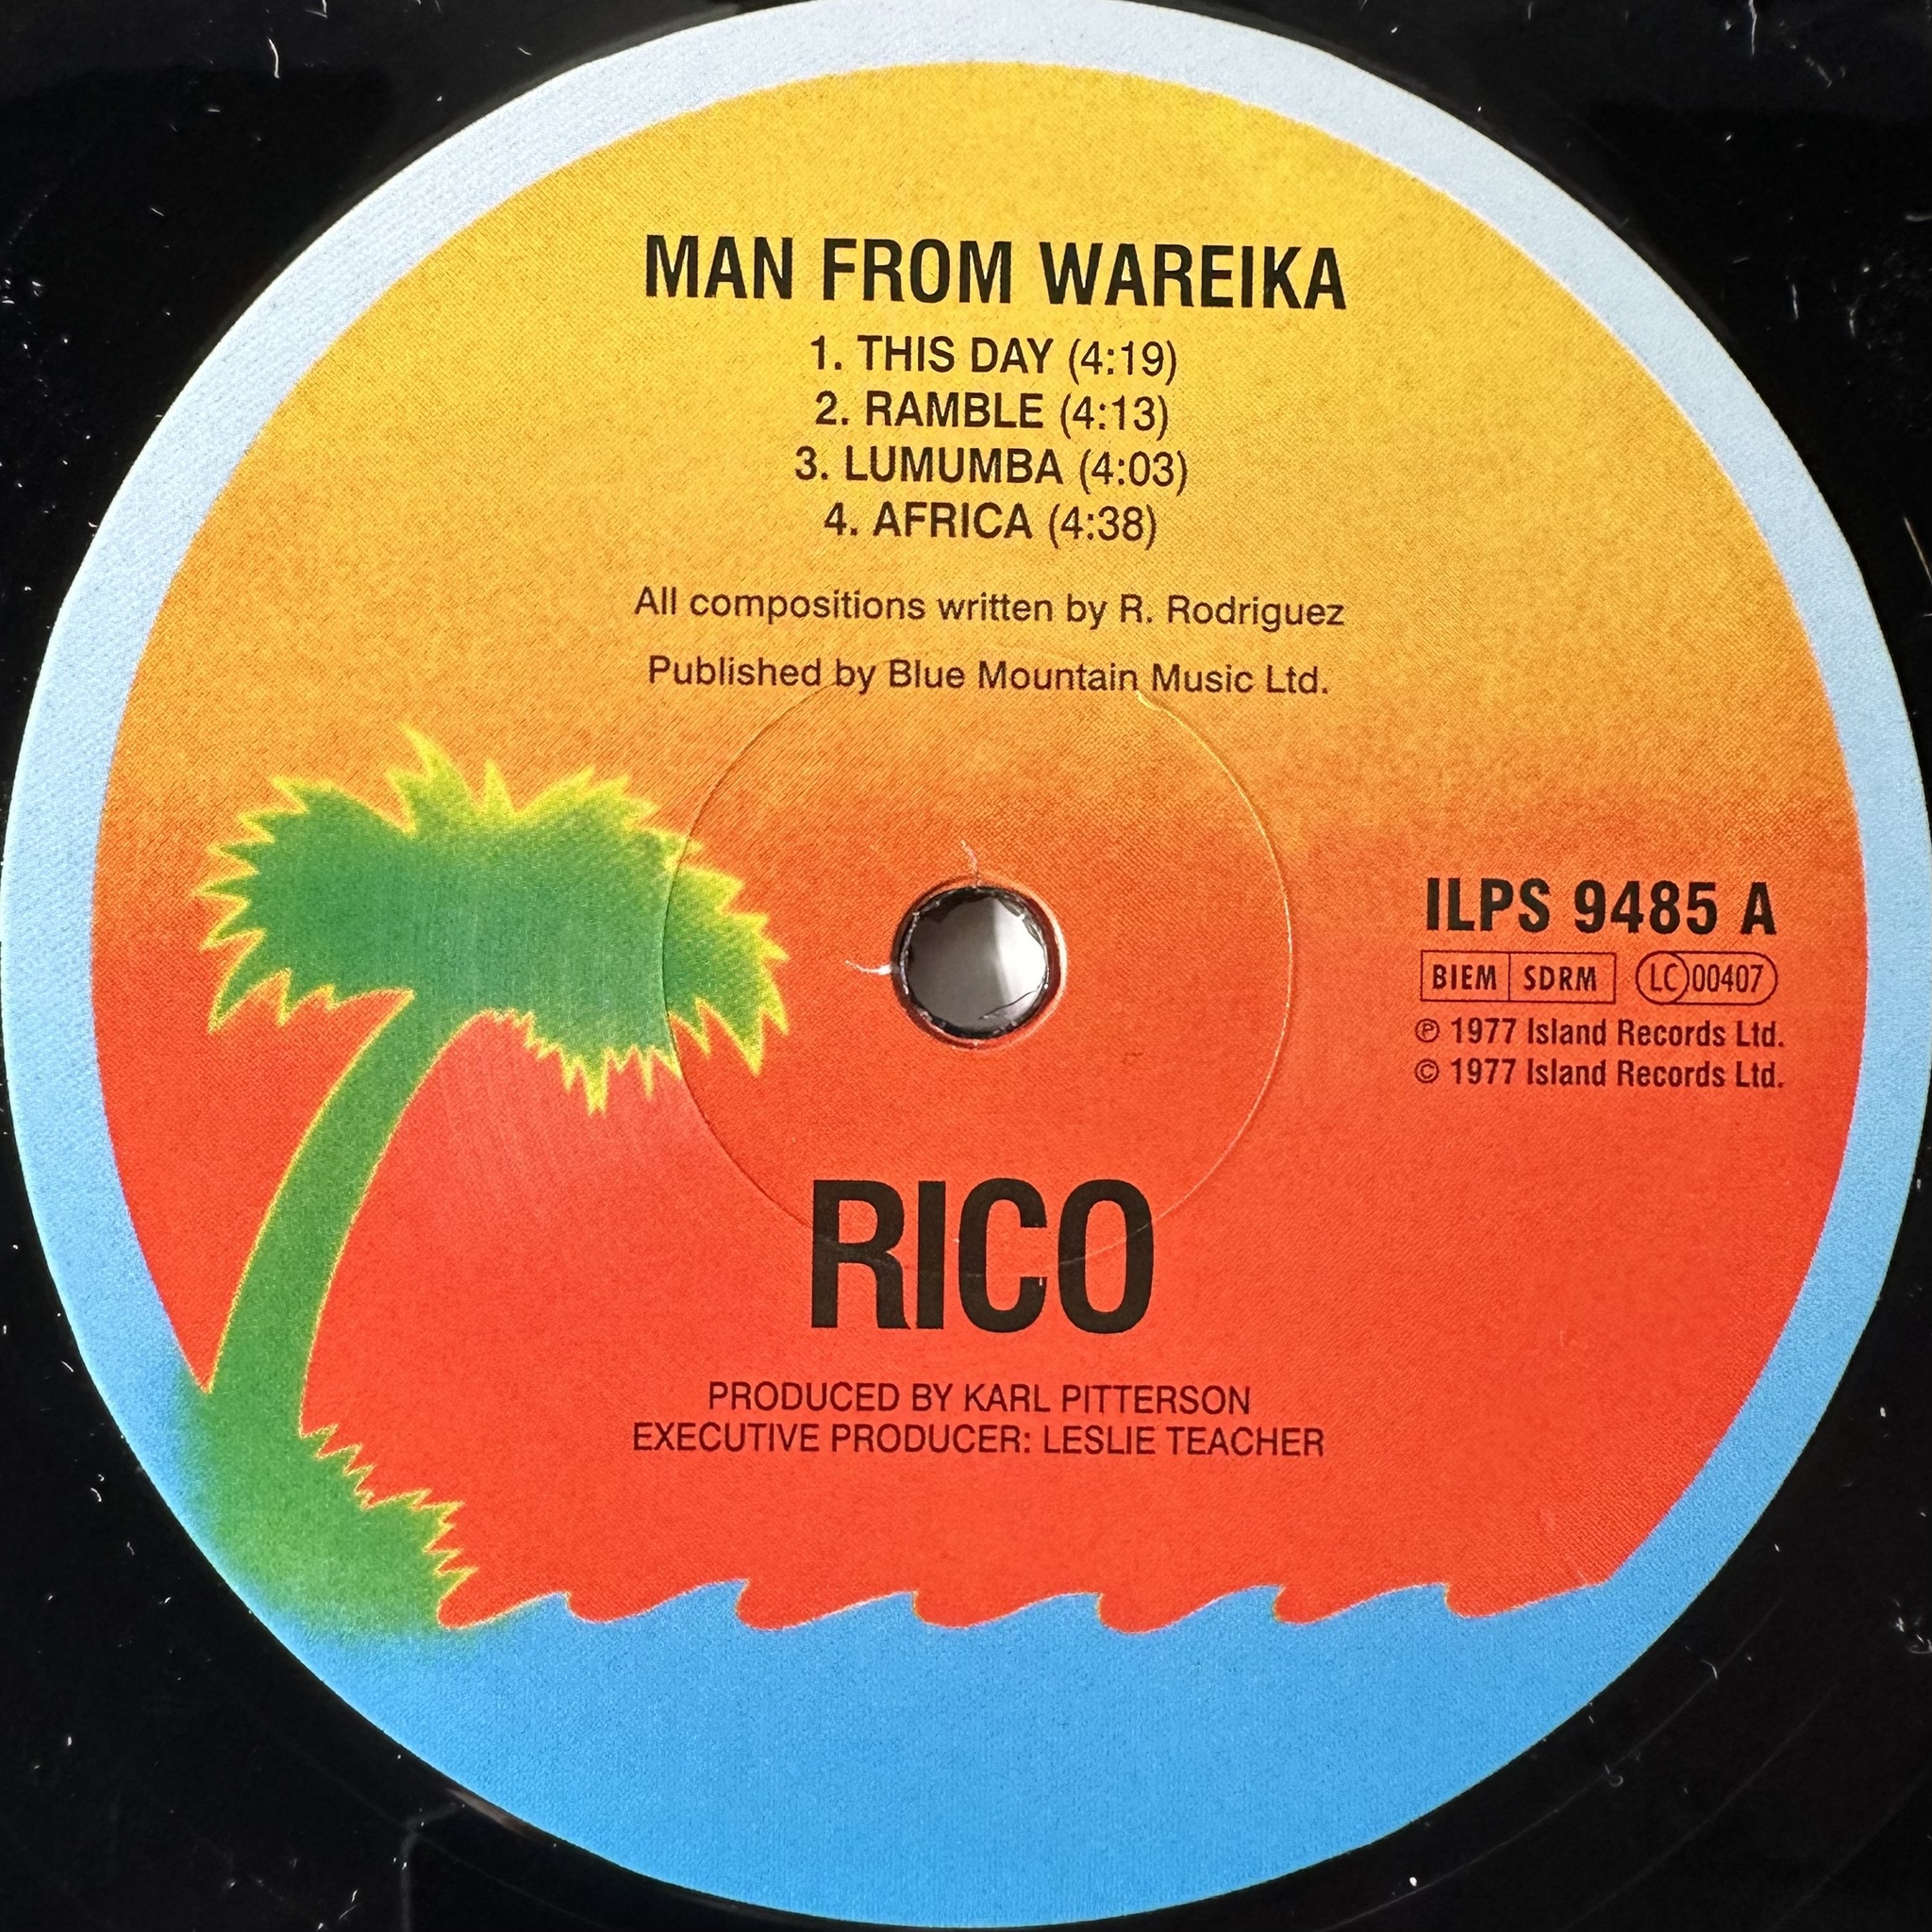 MAN FROM WAREIKA
1. THIS DAY (4:19)
2. RAMBLE (4:13)
3. LUMUMBA (4:03)
4. AFRICA (4:38)
All compositions written by R. Rodriguez
Published by Blue Mountain Music Ltd.
ILPS 9485 A
BIEM SDRM LC 00407
℗ 1977 Island Records Ltd.
© 1977 Island Records Ltd.
RICO
PRODUCED BY KARL PITTERSON
EXECUTIVE PRODUCER: LESLIE TEACHER